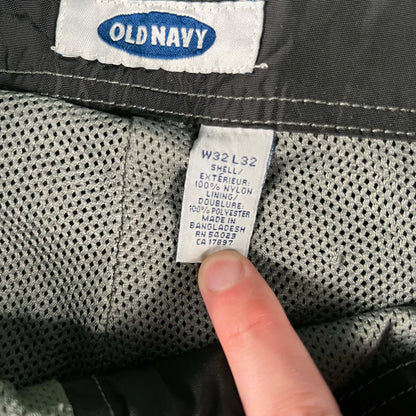 OLD NAVY
W32 L32
SHELL/
EXTÉRIEUR:
100% NYLON
LINING/
DOUBLURE:
100% POLYESTER
MADE IN
BANGLADESH
RN 54023
CA 17897